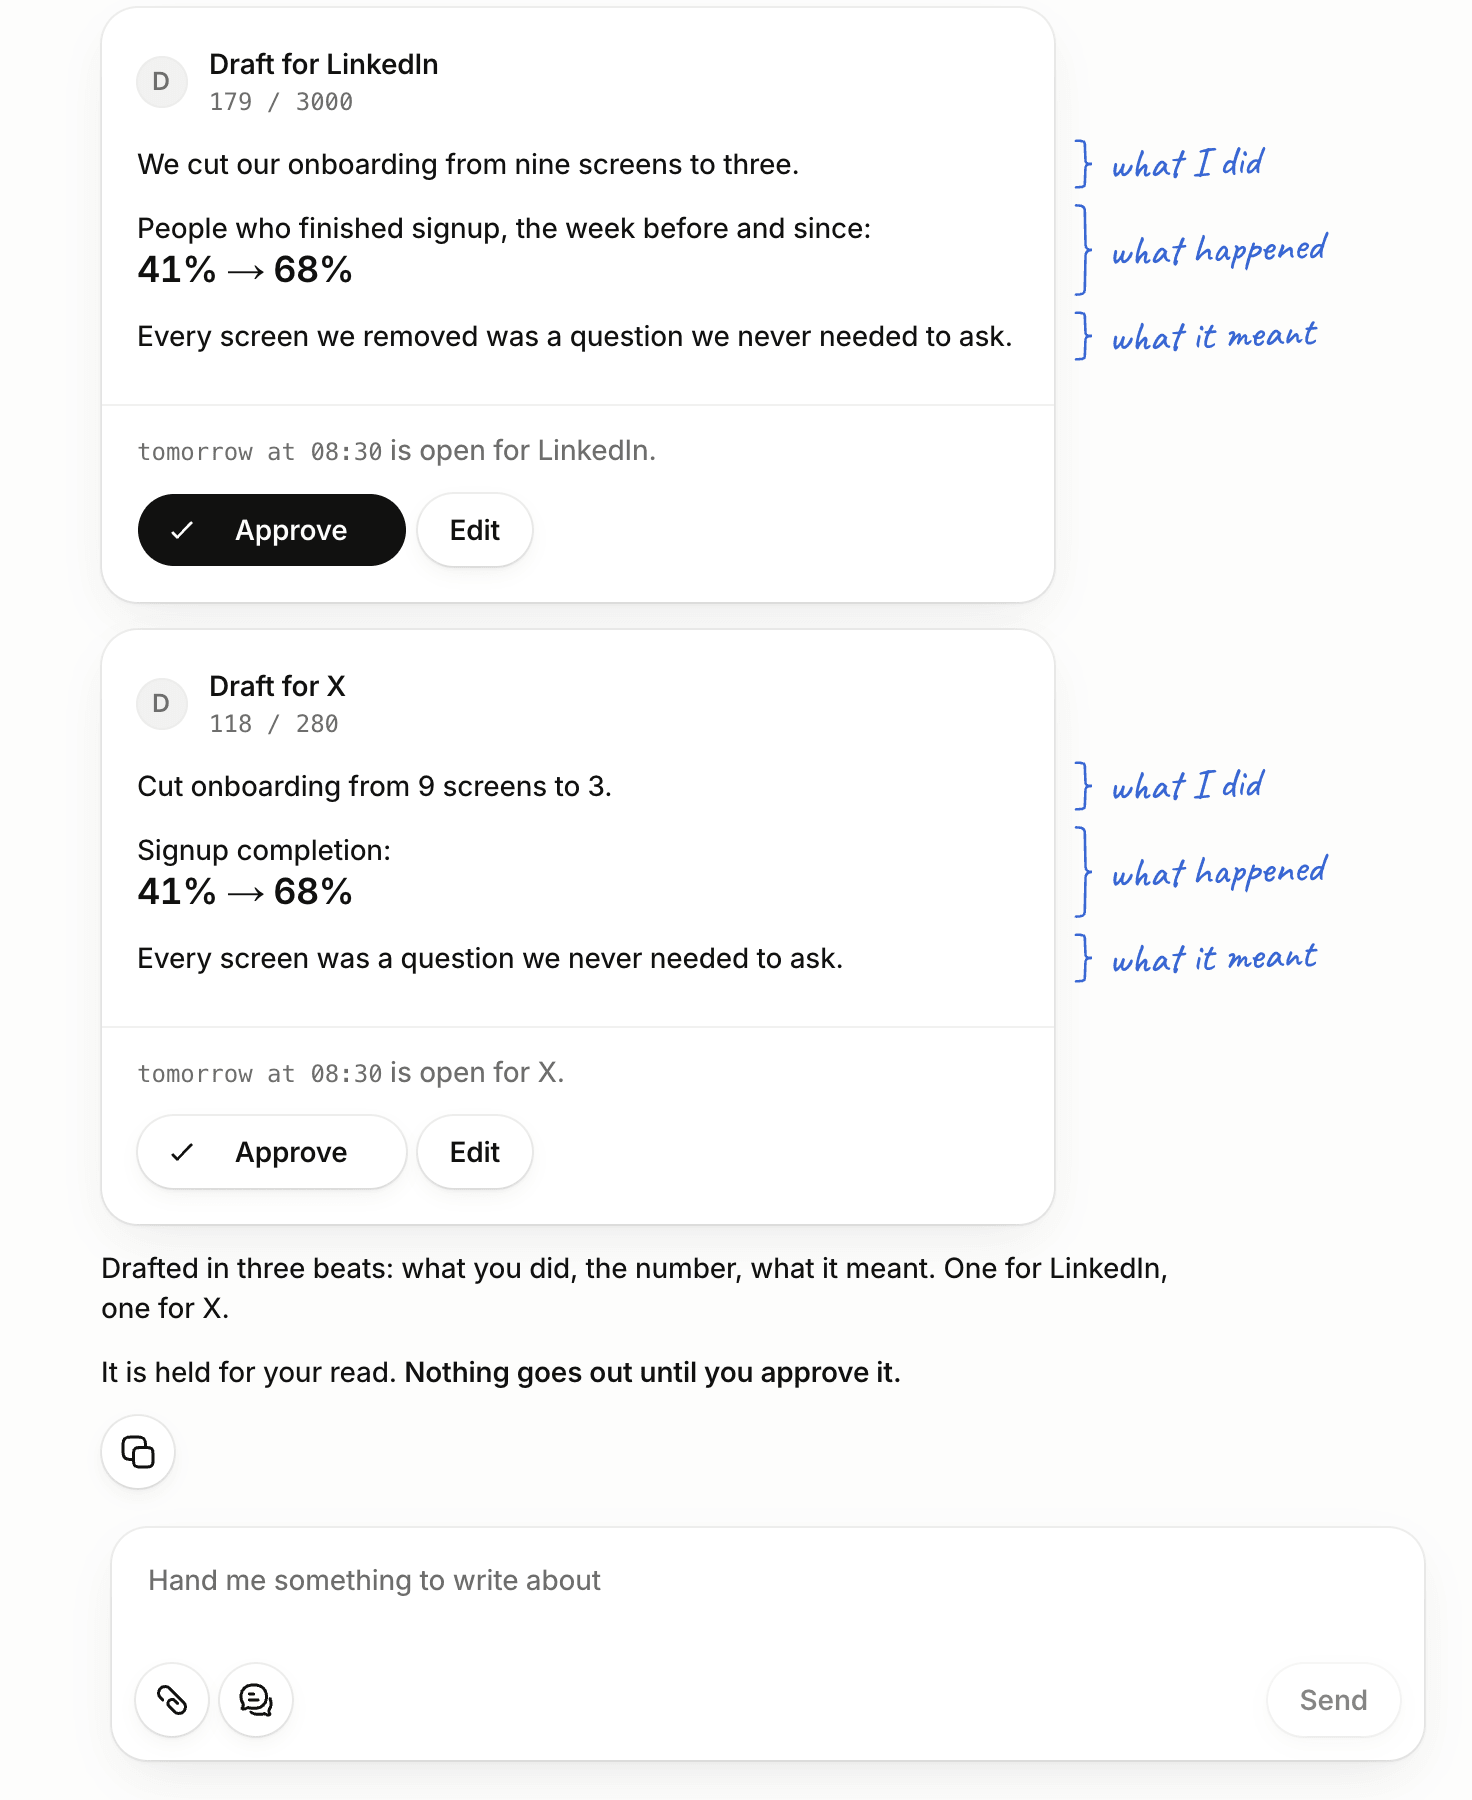 D
Draft for LinkedIn
179 / 3000
We cut our onboarding from nine screens to three.
what I did
People who finished signup, the week before and since:
41% → 68%
what happened
Every screen we removed was a question we never needed to ask.
what it meant
tomorrow at 08:30 is open for LinkedIn.
Approve
Edit
D
Draft for X
118 / 280
Cut onboarding from 9 screens to 3.
what I did
Signup completion:
41% → 68%
what happened
Every screen was a question we never needed to ask.
what it meant
tomorrow at 08:30 is open for X.
Approve
Edit
Drafted in three beats: what you did, the number, what it meant. One for LinkedIn,
one for X.
It is held for your read. Nothing goes out until you approve it.
Hand me something to write about
Send